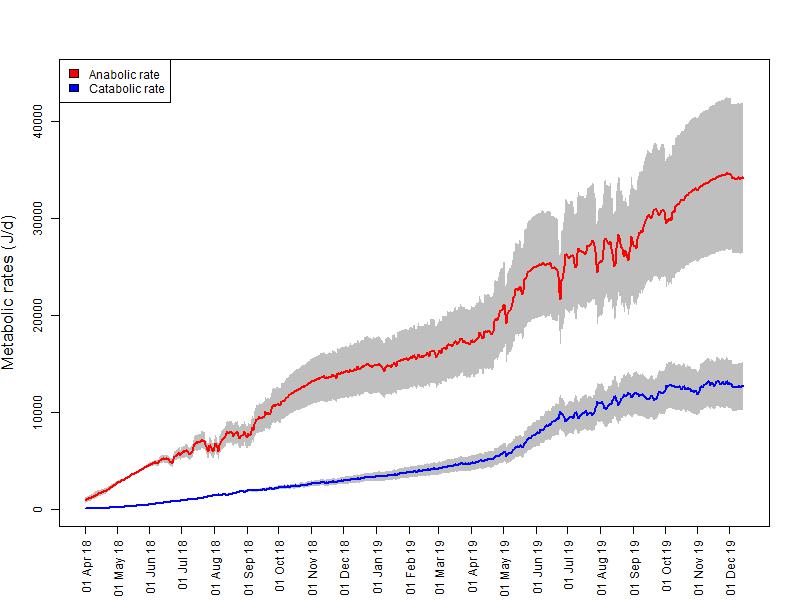 Anabolic rate
Catabolic rate
Metabolic rates (J/d)
40000
30000
20000
10000
0
01 Apr 18
01 May 18
01 Jun 18
01 Jul 18
01 Aug 18
01 Sep 18
01 Oct 18
01 Nov 18
01 Dec 18
01 Jan 19
01 Feb 19
01 Mar 19
01 Apr 19
01 May 19
01 Jun 19
01 Jul 19
01 Aug 19
01 Sep 19
01 Oct 19
01 Nov 19
01 Dec 19